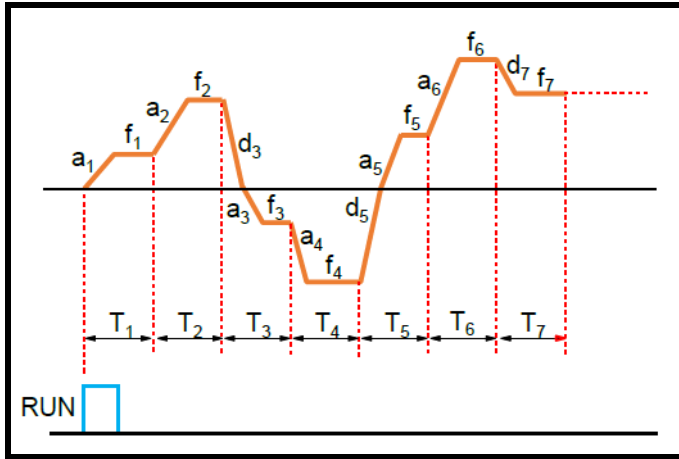 f₆
a₆ d₇ f₇
f₂
a₂ f₅
f₁
a₁ d₃ a₅
a₃ f₃ d₅
a₄
f₄
T₁ T₂ T₃ T₄ T₅ T₆ T₇
RUN